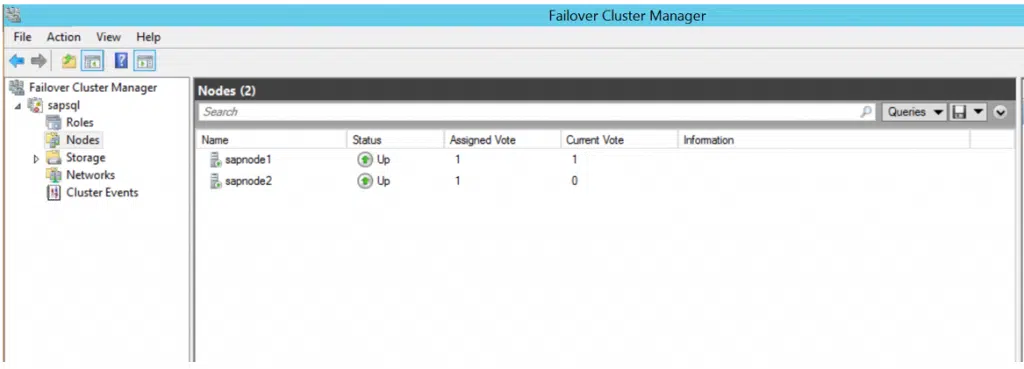 Failover Cluster Manager
File Action View Help
Failover Cluster Manager
sapsql
Roles
Nodes
Storage
Networks
Cluster Events
Nodes (2)
Search
Queries
Name Status Assigned Vote Current Vote Information
sapnode1 Up 1 1
sapnode2 Up 1 0